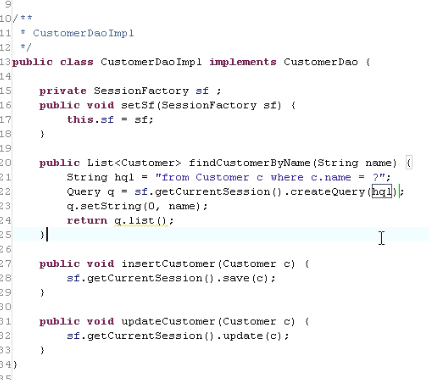 9
10/**
11 * CustomerDaoImpl
12 */
13public class CustomerDaoImpl implements CustomerDao {
14
15 private SessionFactory sf ;
16 public void setSf(SessionFactory sf) {
17 this.sf = sf;
18 }
19
20 public List<Customer> findCustomerByName(String name) {
21 String hql = "from Customer c where c.name = ?";
22 Query q = sf.getCurrentSession().createQuery(hql);
23 q.setString(0, name);
24 return q.list();
25 }
26
27 public void insertCustomer(Customer c) {
28 sf.getCurrentSession().save(c);
29 }
30
31 public void updateCustomer(Customer c) {
32 sf.getCurrentSession().update(c);
33 }
34}
35